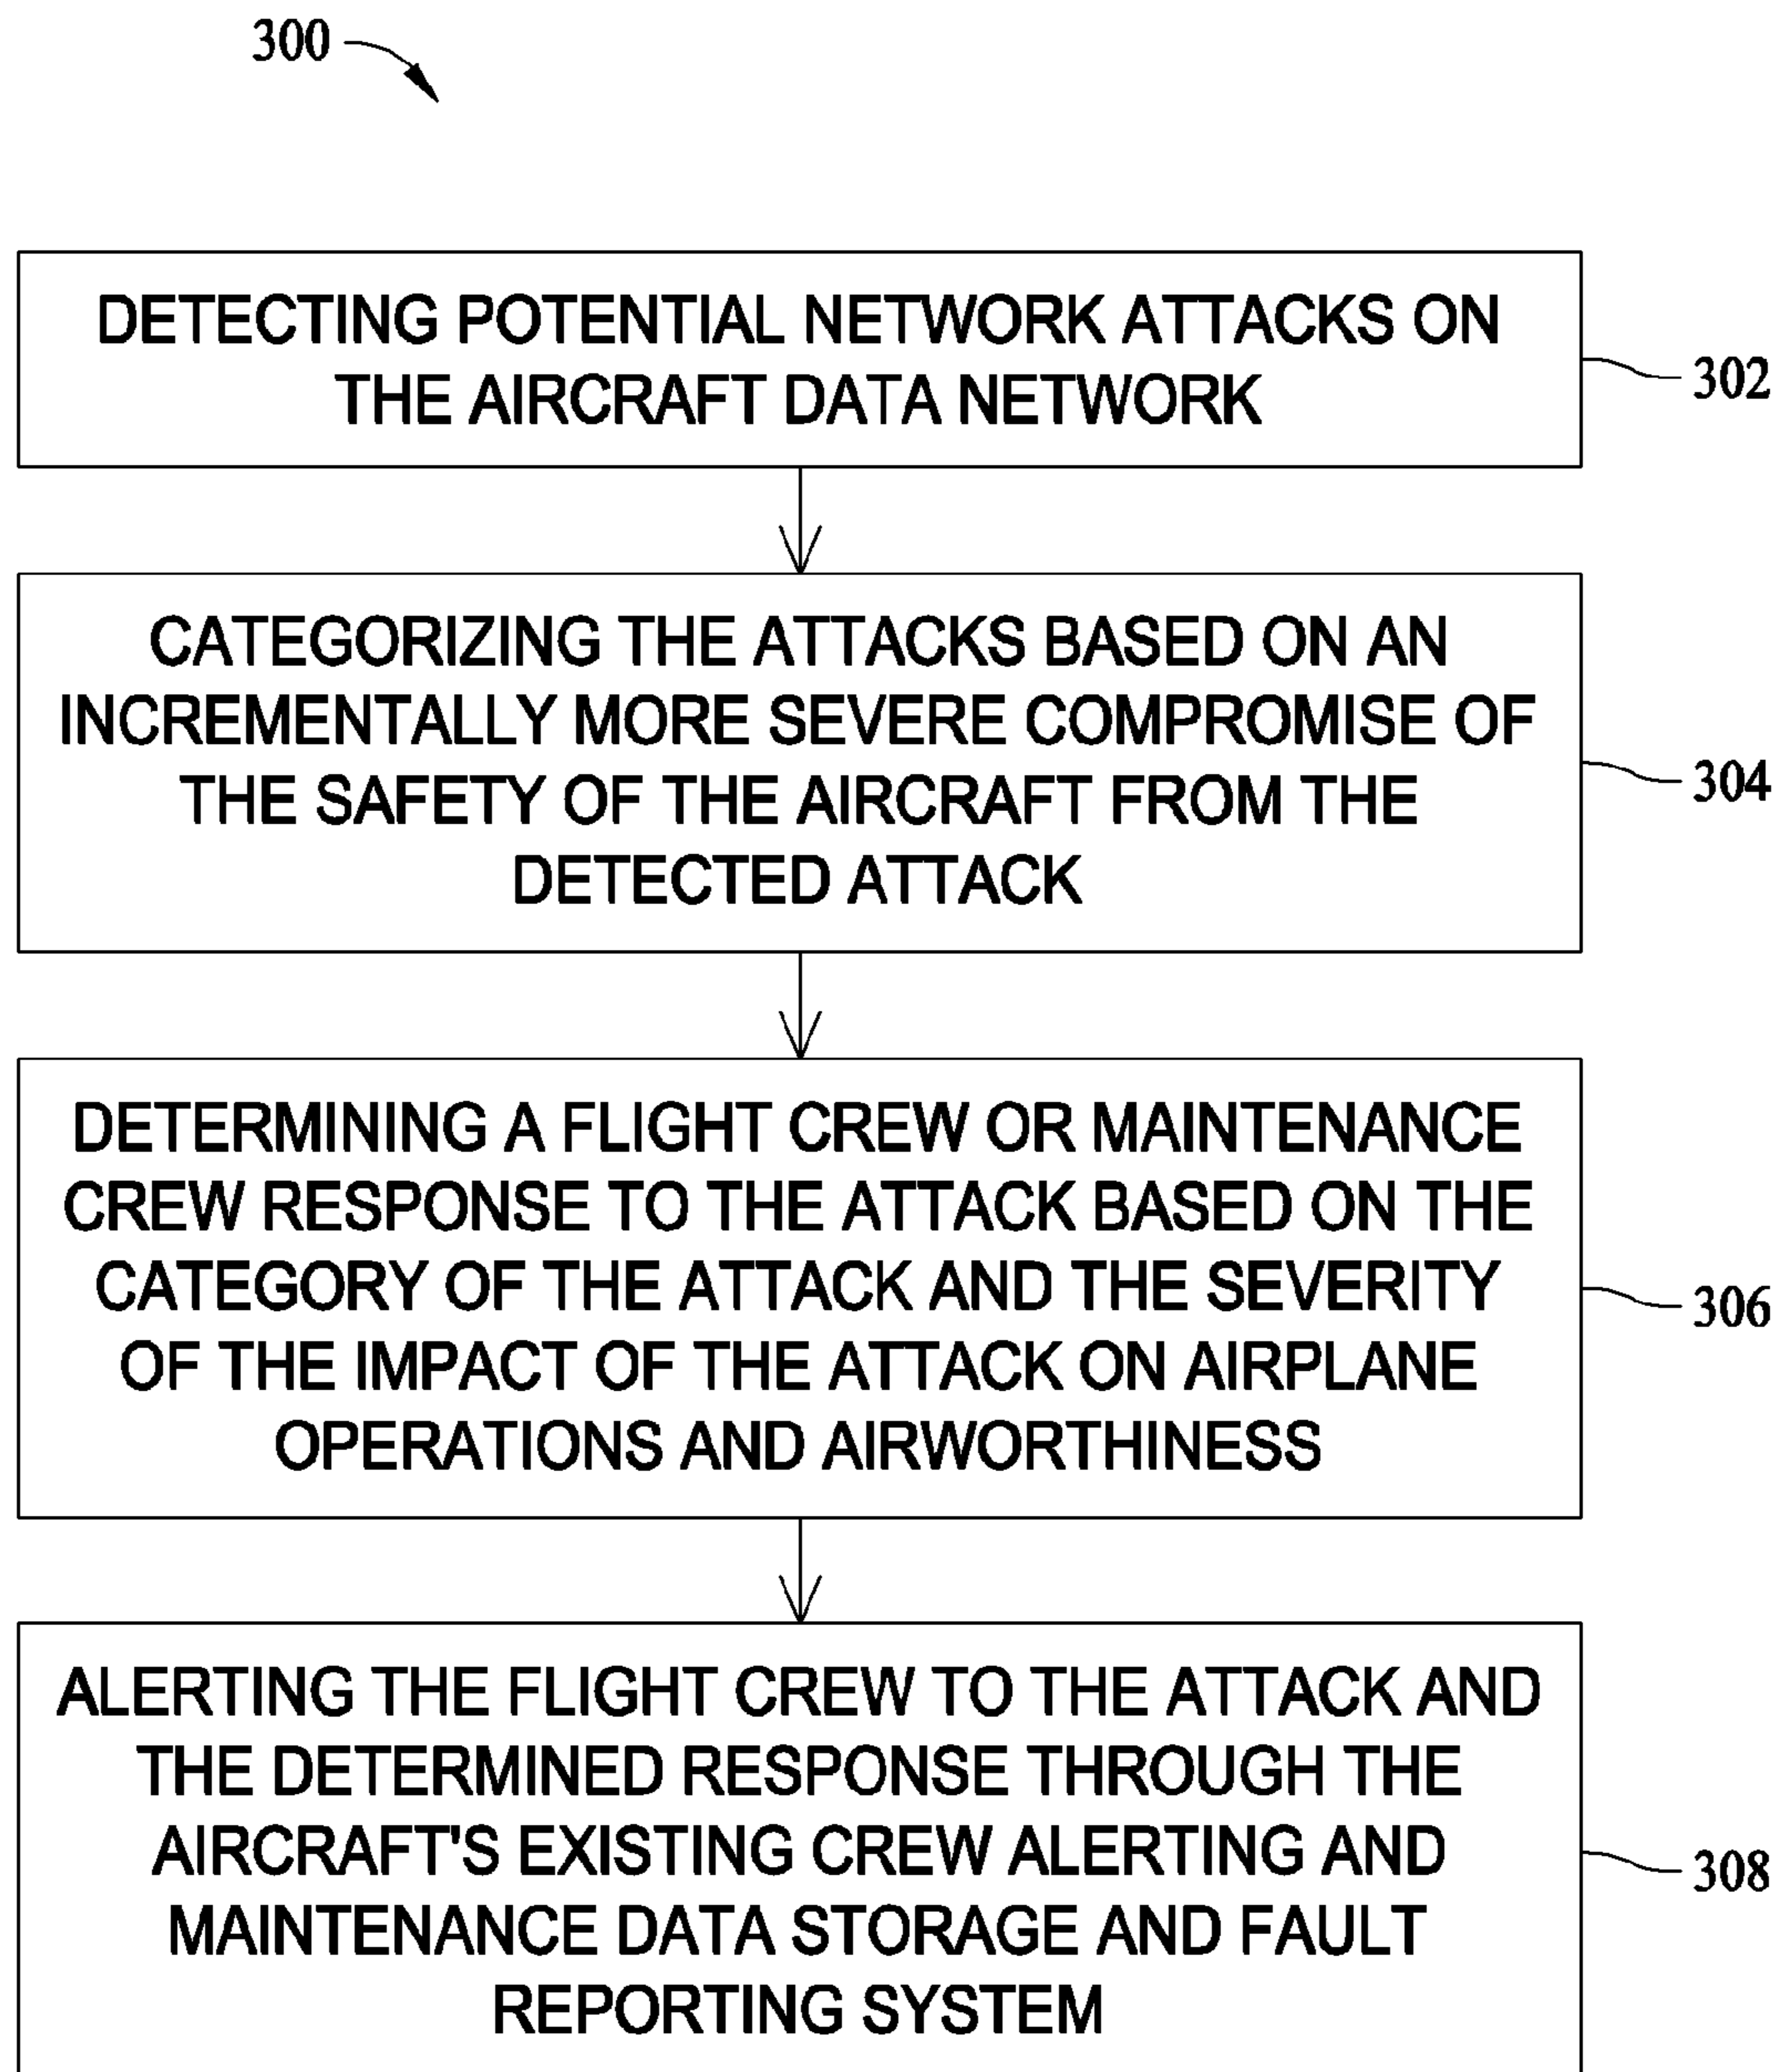 300
DETECTING POTENTIAL NETWORK ATTACKS ON
THE AIRCRAFT DATA NETWORK
302
CATEGORIZING THE ATTACKS BASED ON AN
INCREMENTALLY MORE SEVERE COMPROMISE OF
THE SAFETY OF THE AIRCRAFT FROM THE
DETECTED ATTACK
304
DETERMINING A FLIGHT CREW OR MAINTENANCE
CREW RESPONSE TO THE ATTACK BASED ON THE
CATEGORY OF THE ATTACK AND THE SEVERITY
OF THE IMPACT OF THE ATTACK ON AIRPLANE
OPERATIONS AND AIRWORTHINESS
306
ALERTING THE FLIGHT CREW TO THE ATTACK AND
THE DETERMINED RESPONSE THROUGH THE
AIRCRAFT'S EXISTING CREW ALERTING AND
MAINTENANCE DATA STORAGE AND FAULT
REPORTING SYSTEM
308